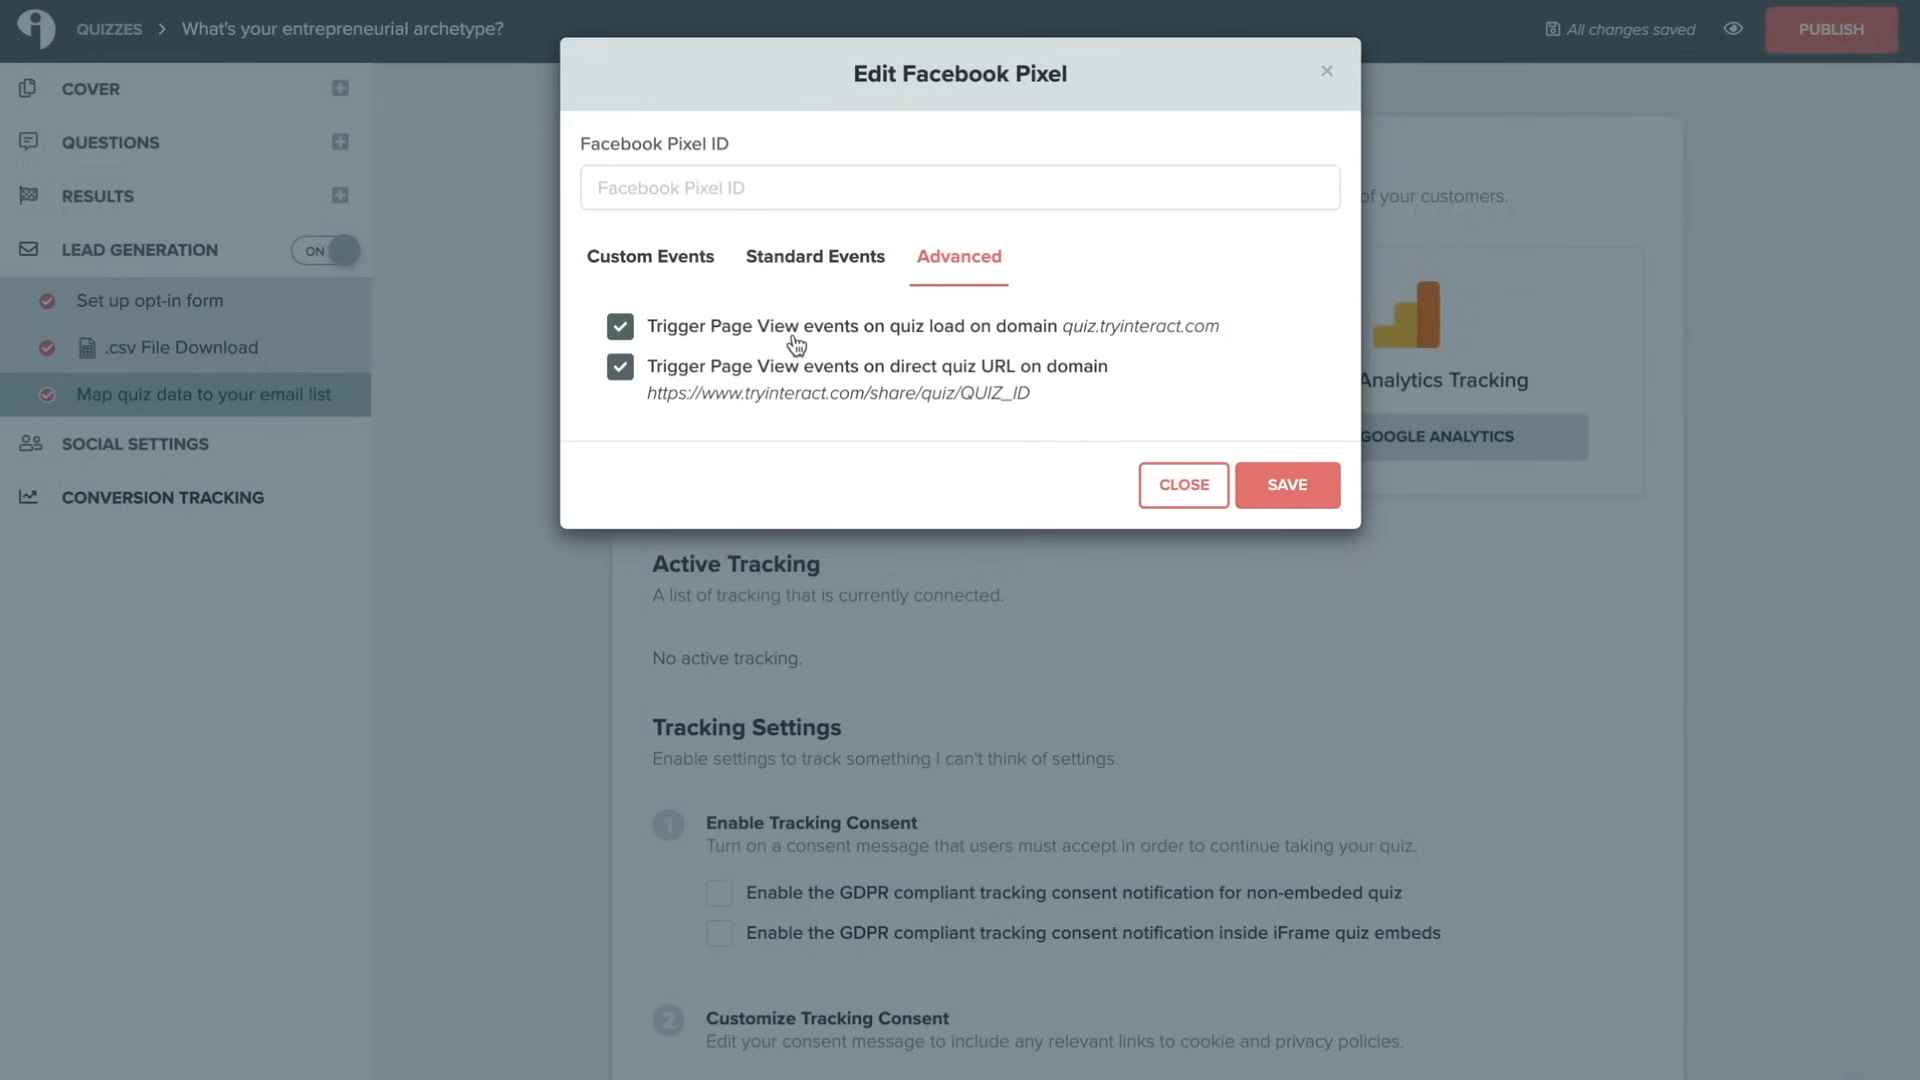 QUIZZES > What's your entrepreneurial archetype?
All changes saved
PUBLISH
COVER
QUESTIONS
RESULTS
LEAD GENERATION
ON
Set up opt-in form
.csv File Download
Map quiz data to your email list
SOCIAL SETTINGS
CONVERSION TRACKING
Edit Facebook Pixel
×
Facebook Pixel ID
Facebook Pixel ID
Custom Events
Standard Events
Advanced
Trigger Page View events on quiz load on domain quiz.tryinteract.com
Trigger Page View events on direct quiz URL on domain
https://www.tryinteract.com/share/quiz/QUIZ_ID
CLOSE
SAVE
of your customers.
Analytics Tracking
GOOGLE ANALYTICS
Active Tracking
A list of tracking that is currently connected.
No active tracking.
Tracking Settings
Enable settings to track something I can't think of settings.
1
Enable Tracking Consent
Turn on a consent message that users must accept in order to continue taking your quiz.
Enable the GDPR compliant tracking consent notification for non-embeded quiz
Enable the GDPR compliant tracking consent notification inside iFrame quiz embeds
2
Customize Tracking Consent
Edit your consent message to include any relevant links to cookie and privacy policies.